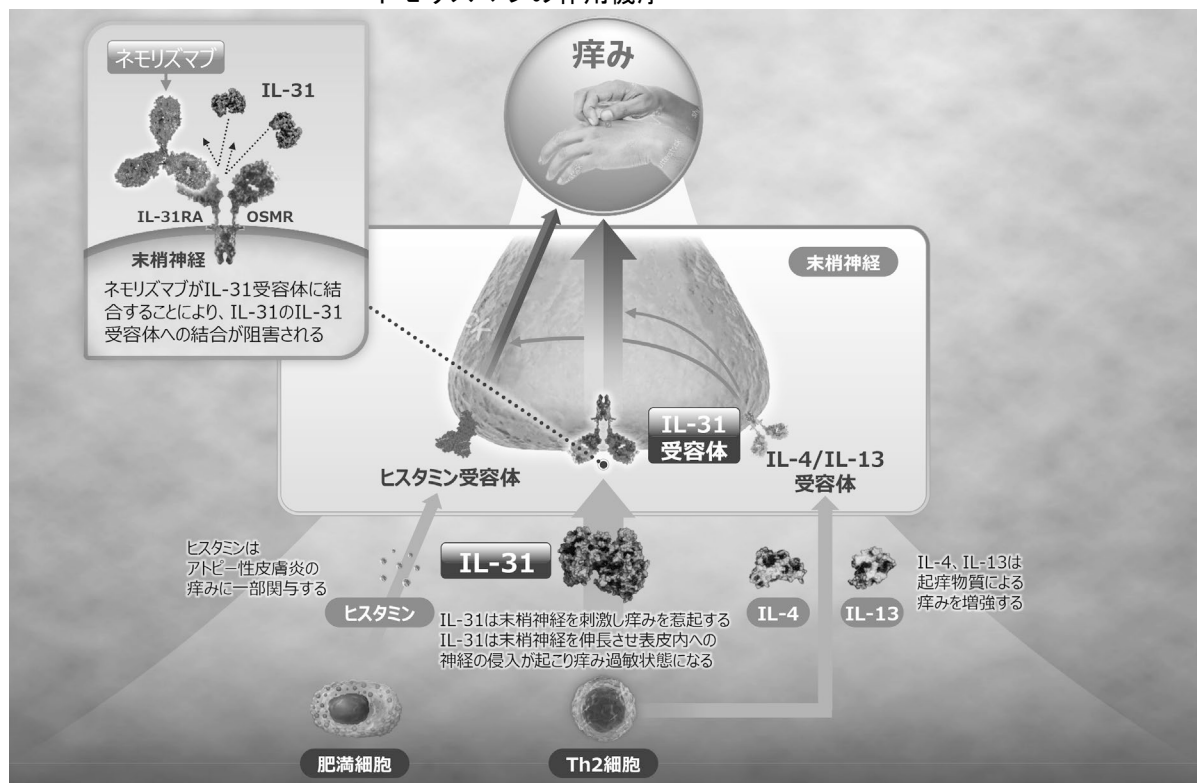 ネモリズマブ
IL-31
IL-31RA
OSMR
末梢神経
ネモリズマブがIL-31受容体に結
合することにより、IL-31のIL-31
受容体への結合が阻害される
痒み
末梢神経
IL-31
受容体
ヒスタミン受容体
IL-4/IL-13
受容体
ヒスタミンは
アトピー性皮膚炎の
痒みに一部関与する
ヒスタミン
IL-31
IL-31は末梢神経を刺激し痒みを惹起する
IL-31は末梢神経を伸長させ表皮内への
神経の侵入が起こり痒み過敏状態になる
IL-4
IL-13
IL-4、IL-13は
起痒物質による
痒みを増強する
肥満細胞
Th2細胞